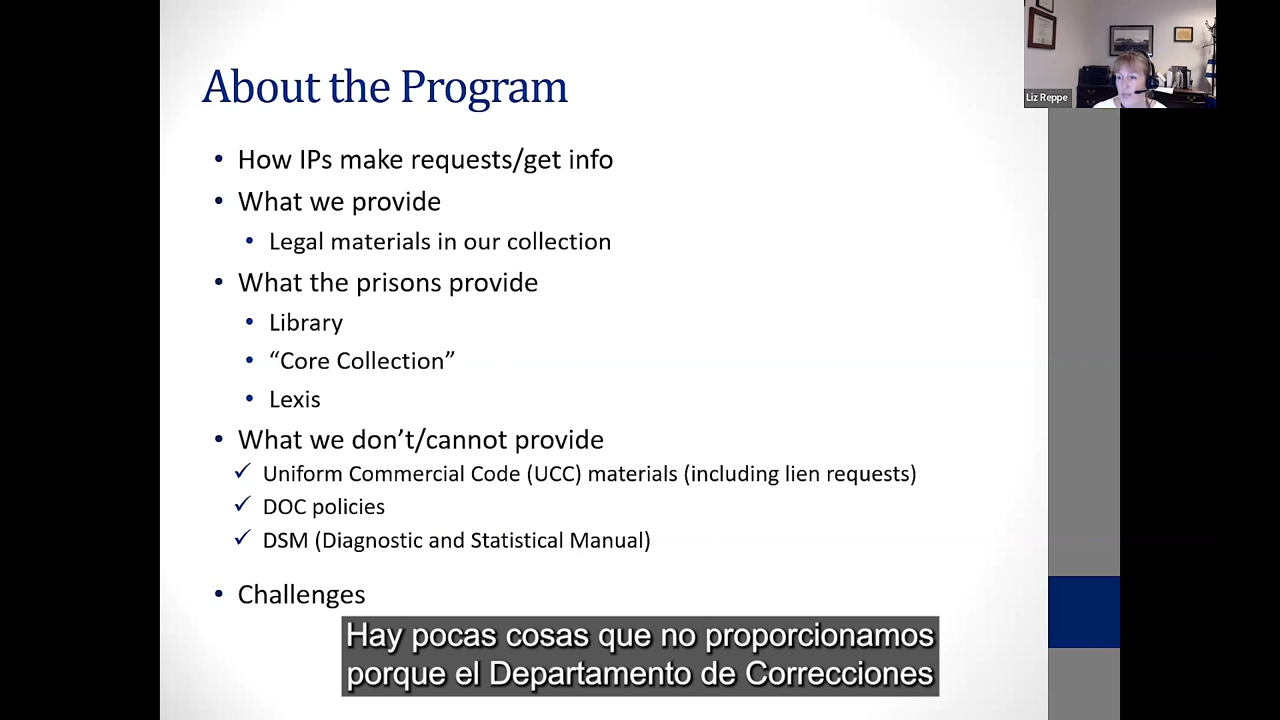 About the Program
Liz Reppe
• How IPs make requests/get info
• What we provide
• Legal materials in our collection
• What the prisons provide
• Library
• “Core Collection”
• Lexis
• What we don’t/cannot provide
✓ Uniform Commercial Code (UCC) materials (including lien requests)
✓ DOC policies
✓ DSM (Diagnostic and Statistical Manual)
• Challenges
Hay pocas cosas que no proporcionamos
porque el Departamento de Correcciones